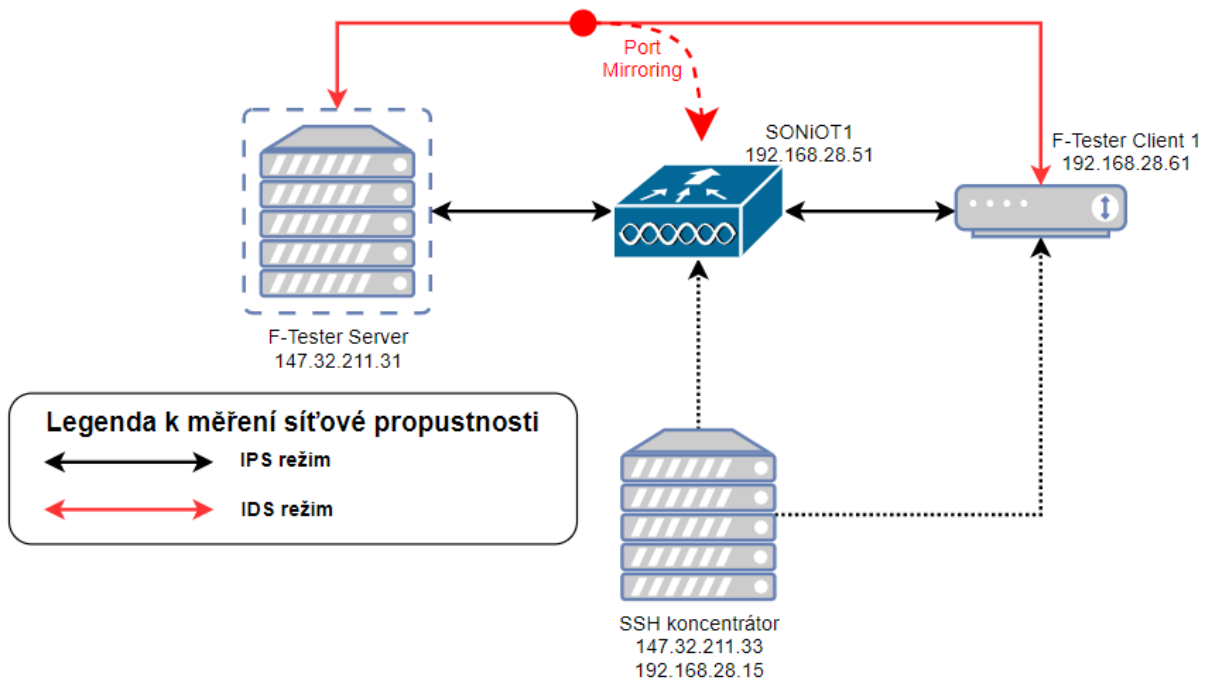 Port
Mirroring
SONiOT1
192.168.28.51
F-Tester Client 1
192.168.28.61
F-Tester Server
147.32.211.31
Legenda k měření síťové propustnosti
IPS režim
IDS režim
SSH koncentrátor
147.32.211.33
192.168.28.15